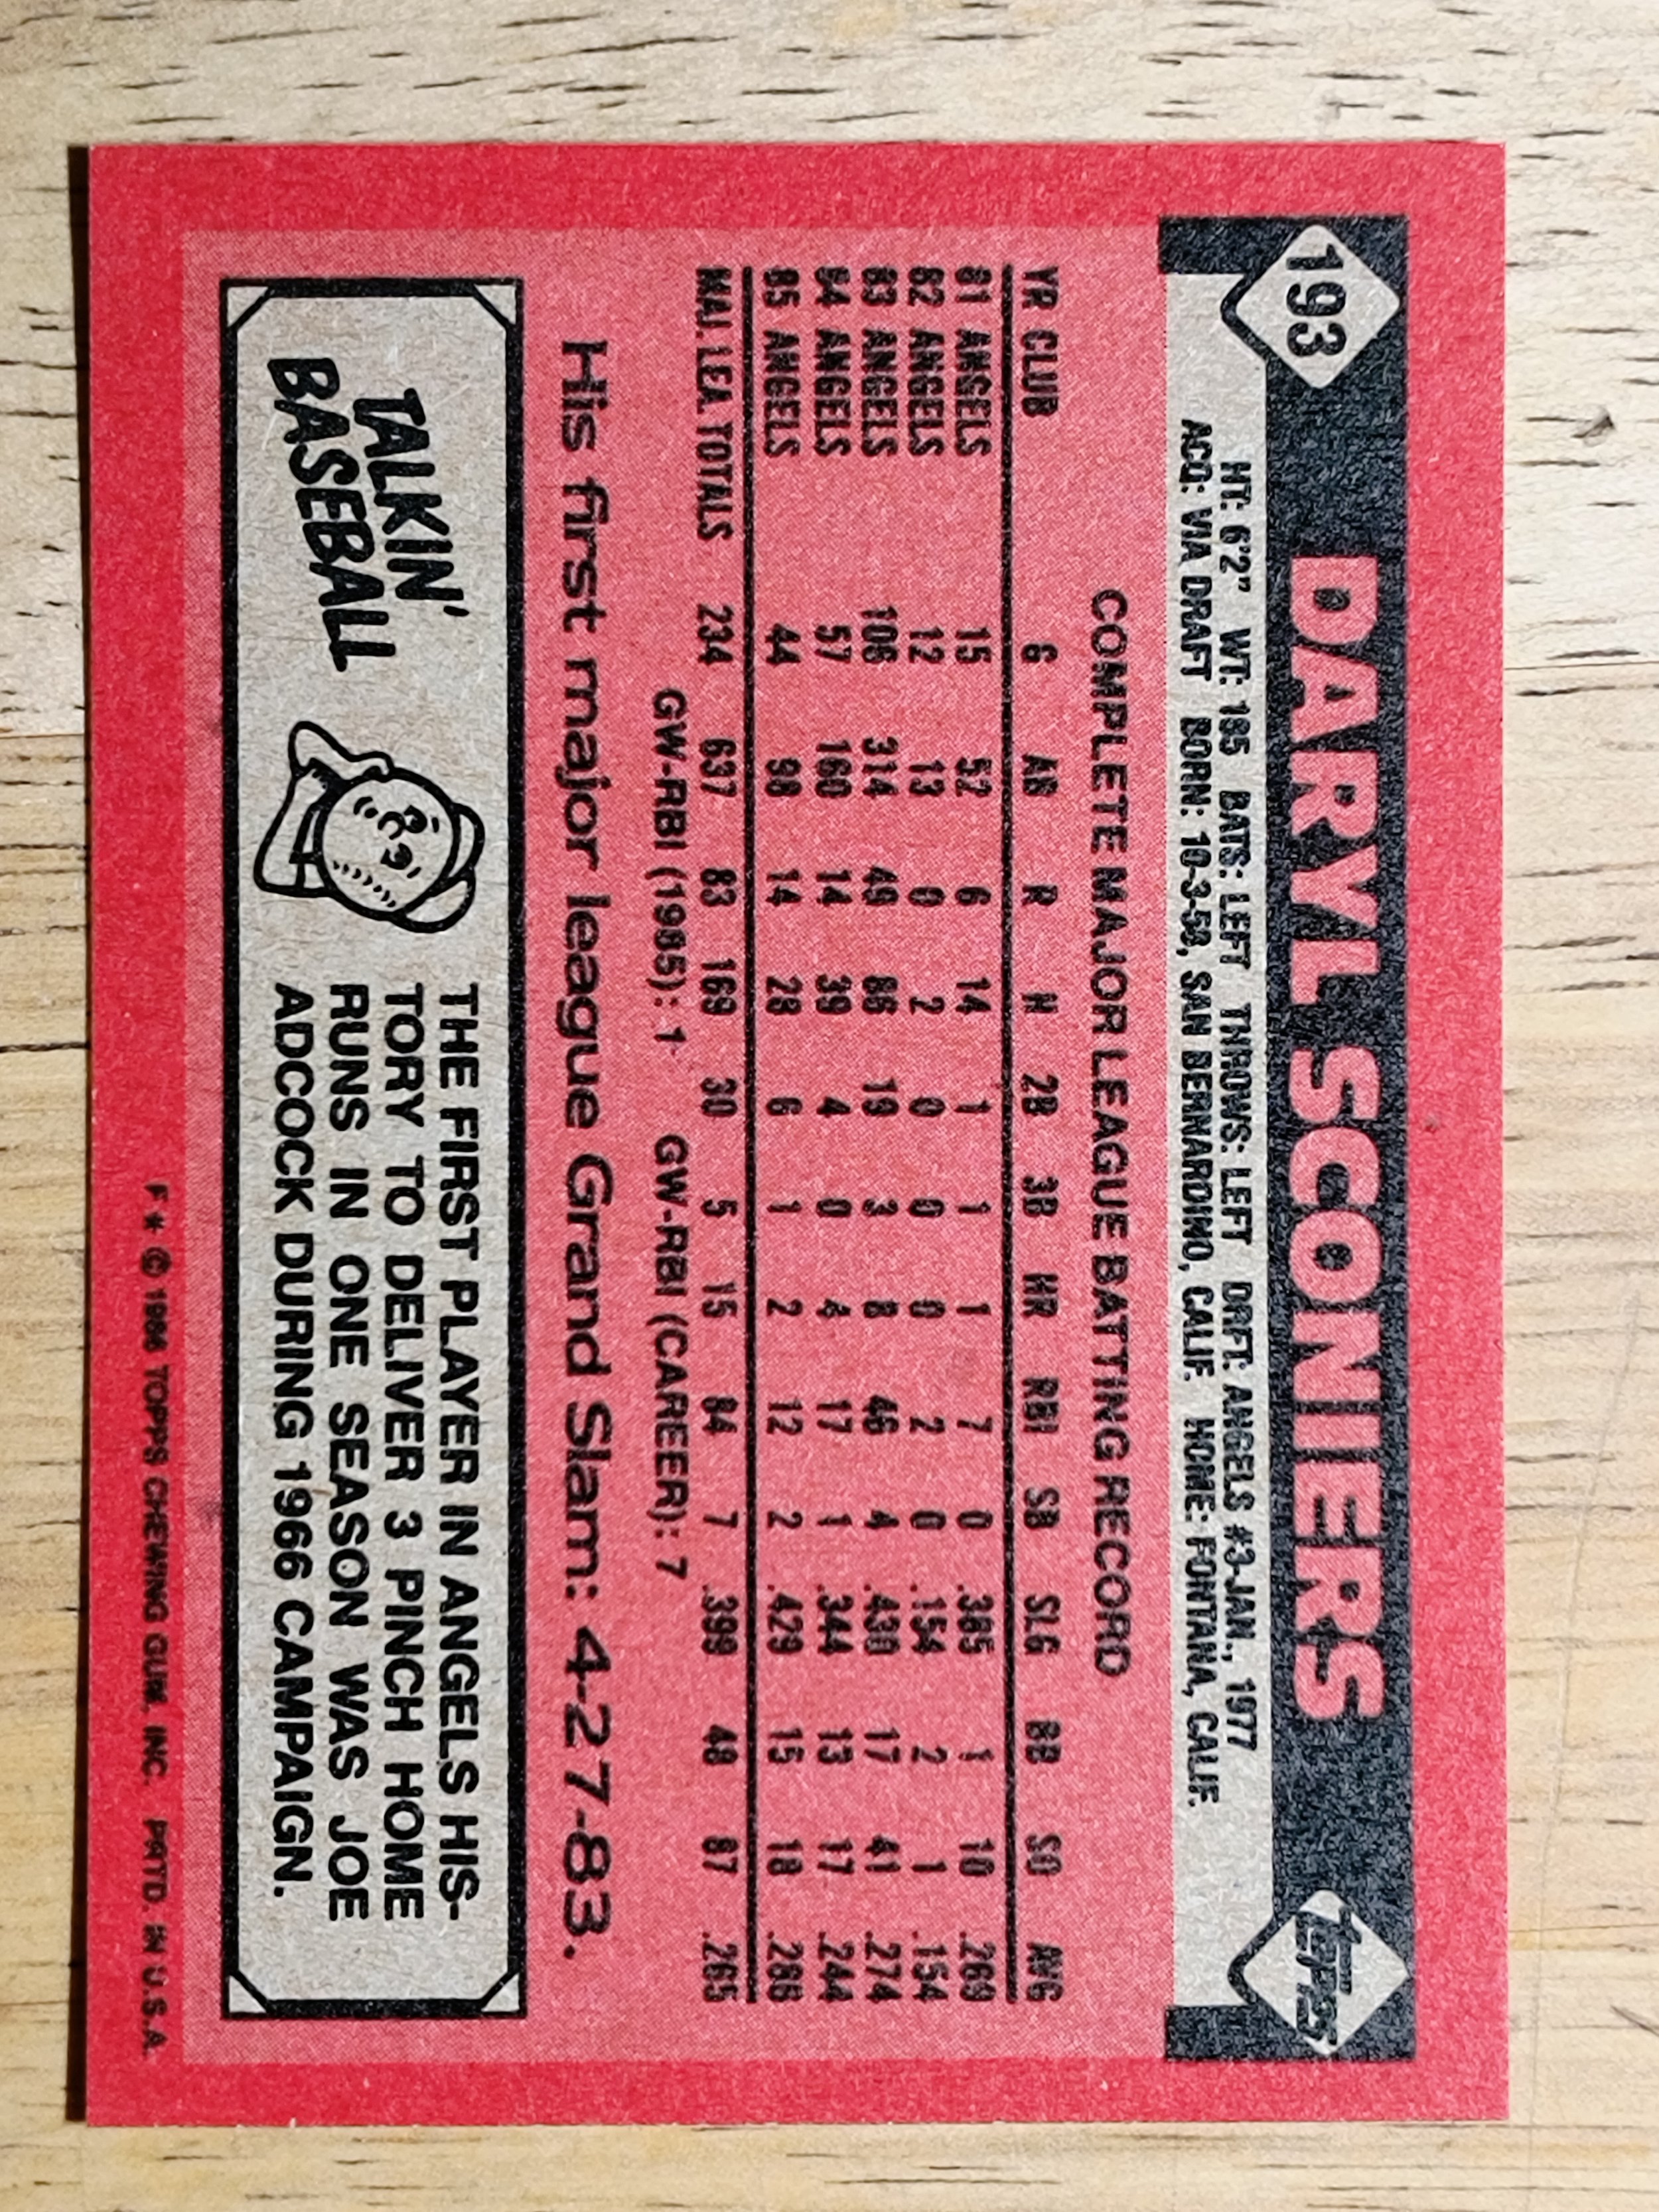 193
DARYL SCONIERS
topps
HT: 6'2" WT: 185 BATS: LEFT THROWS: LEFT DRFT: ANGELS #3-JAN., 1977
ACQ: VIA DRAFT BORN: 10-3-58, SAN BERNARDINO, CALIF. HOME: FONTANA, CALIF.
COMPLETE MAJOR LEAGUE BATTING RECORD
YR CLUB G AB R H 2B 3B HR RBI SB SLG BB SO AVG
81 ANGELS 15 52 6 14 1 1 1 7 0 .385 1 10 .269
82 ANGELS 12 13 0 2 0 0 0 2 0 .154 2 1 .154
83 ANGELS 106 314 49 86 19 3 8 46 4 .430 17 41 .274
84 ANGELS 57 160 14 39 4 0 4 17 1 .344 13 17 .244
85 ANGELS 44 98 14 28 6 1 2 12 2 .429 15 18 .286
MAJ. LEA. TOTALS 234 637 83 169 30 5 15 84 7 .399 48 87 .265
GW-RBI (1985): 1 GW-RBI (CAREER): 7
His first major league Grand Slam: 4-27-83.
TALKIN'
BASEBALL
THE FIRST PLAYER IN ANGELS HIS-
TORY TO DELIVER 3 PINCH HOME
RUNS IN ONE SEASON WAS JOE
ADCOCK DURING 1966 CAMPAIGN.
F * © 1986 TOPPS CHEWING GUM, INC. PRTD. IN U.S.A.